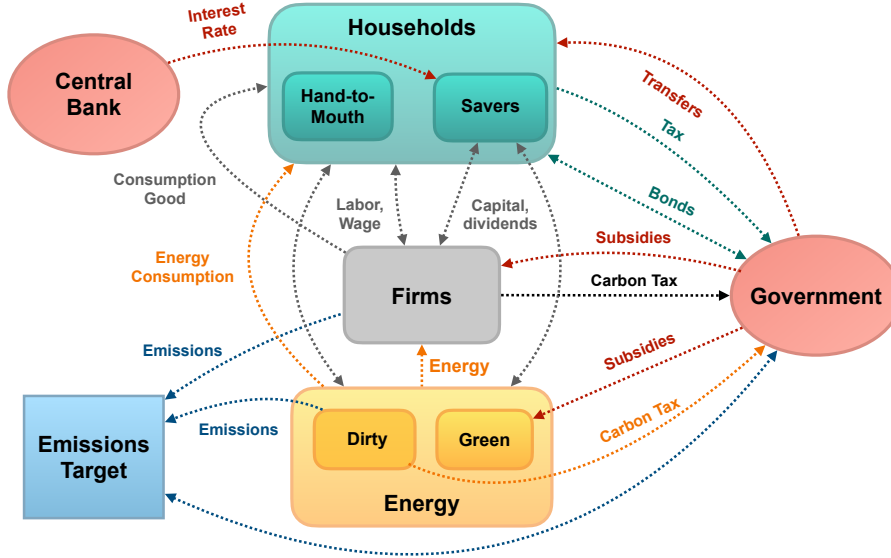 Interest
Rate
Households
Central
Bank
Hand-to-
Mouth
Savers
Transfers
Tax
Consumption
Good
Labor,
Wage
Capital,
dividends
Bonds
Subsidies
Energy
Consumption
Firms
Carbon Tax
Government
Emissions
Energy
Subsidies
Emissions
Target
Emissions
Dirty
Green
Carbon Tax
Energy